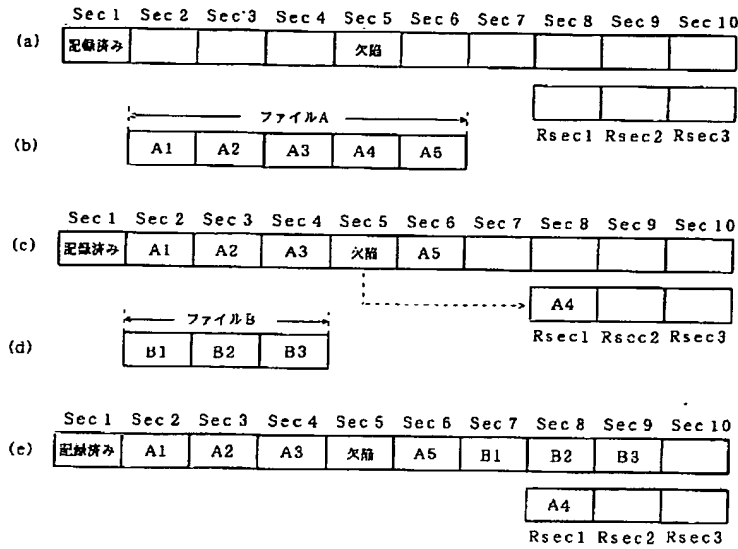 Sec 1 Sec 2 Sec 3 Sec 4 Sec 5 Sec 6 Sec 7 Sec 8 Sec 9 Sec 10
(a) 記録済み 欠陥
Rsec1 Rsec2 Rsec3
ファイルA
(b) A1 A2 A3 A4 A5
Sec 1 Sec 2 Sec 3 Sec 4 Sec 5 Sec 6 Sec 7 Sec 8 Sec 9 Sec 10
(c) 記録済み A1 A2 A3 欠陥 A5
A4
Rsec1 Rsec2 Rsec3
ファイルB
(d) B1 B2 B3
Sec 1 Sec 2 Sec 3 Sec 4 Sec 5 Sec 6 Sec 7 Sec 8 Sec 9 Sec 10
(e) 記録済み A1 A2 A3 欠陥 A5 B1 B2 B3
A4
Rsec1 Rsec2 Rsec3